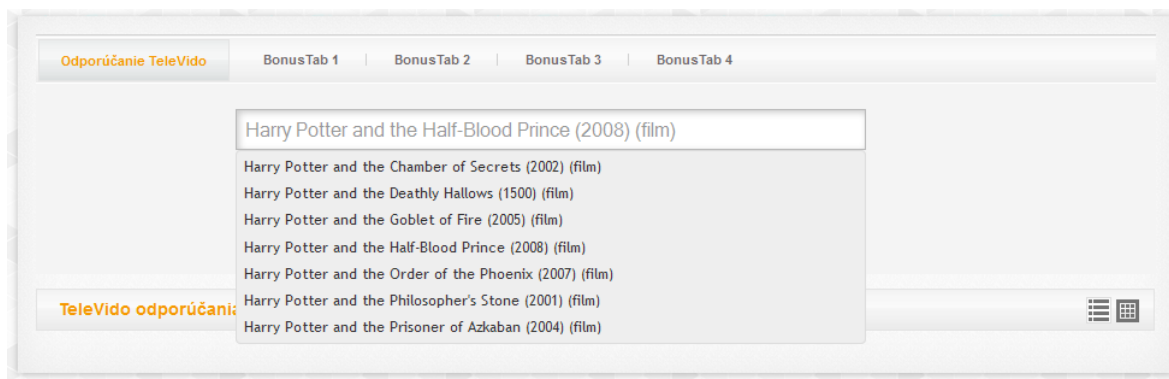 Odporúčanie TeleVido BonusTab 1 BonusTab 2 BonusTab 3 BonusTab 4
Harry Potter and the Half-Blood Prince (2008) (film)
Harry Potter and the Chamber of Secrets (2002) (film)
Harry Potter and the Deathly Hallows (1500) (film)
Harry Potter and the Goblet of Fire (2005) (film)
Harry Potter and the Half-Blood Prince (2008) (film)
Harry Potter and the Order of the Phoenix (2007) (film)
Harry Potter and the Philosopher's Stone (2001) (film)
TeleVido odporúčania
Harry Potter and the Prisoner of Azkaban (2004) (film)